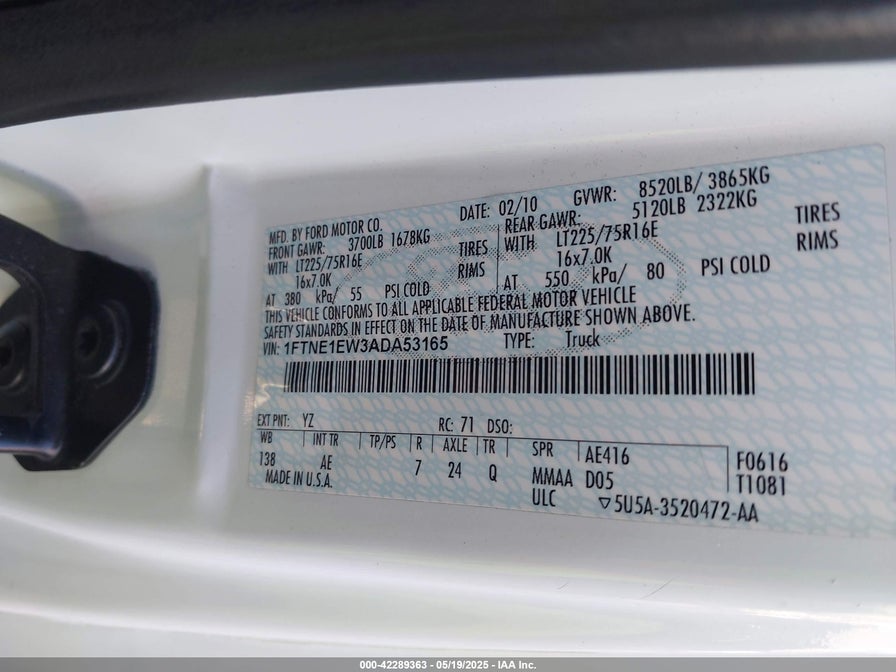 MFD. BY FORD MOTOR CO.
DATE: 02/10 GVWR: 8520LB/ 3865KG
FRONT GAWR: 3700LB 1678KG
REAR GAWR: 5120LB 2322KG
WITH LT225/75R16E TIRES
WITH LT225/75R16E TIRES
16x7.0K RIMS
16x7.0K RIMS
AT 380 kPa/ 55 PSI COLD
AT 550 kPa/ 80 PSI COLD
THIS VEHICLE CONFORMS TO ALL APPLICABLE FEDERAL MOTOR VEHICLE
SAFETY STANDARDS IN EFFECT ON THE DATE OF MANUFACTURE SHOWN ABOVE.
VIN: 1FTNE1EW3ADA53165 TYPE: Truck
EXT PNT: YZ RC: 71 DSO:
WB INT TR TP/PS R AXLE TR SPR AE416 F0616
138 AE 7 24 Q MMAA D05 T1081
MADE IN U.S.A. ULC ▽5U5A-3520472-AA
000-42289363 - 05/19/2025 - IAA Inc.